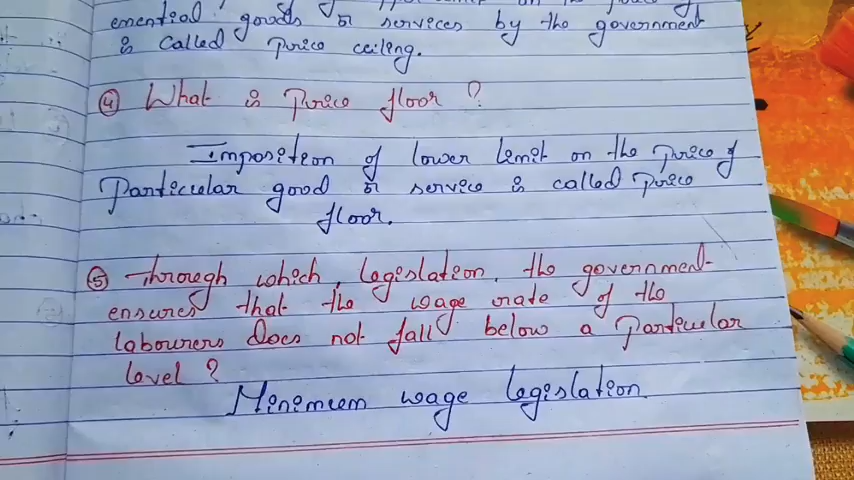 essential goods or services by the government
is called price ceiling.
④ What is price floor?
Imposition of lower limit on the price of
Particular good or service is called price
floor.
⑤ Through which legislation, the government
ensures that the wage rate of the
labourers does not fall below a Particular
level?
Minimum wage legislation.